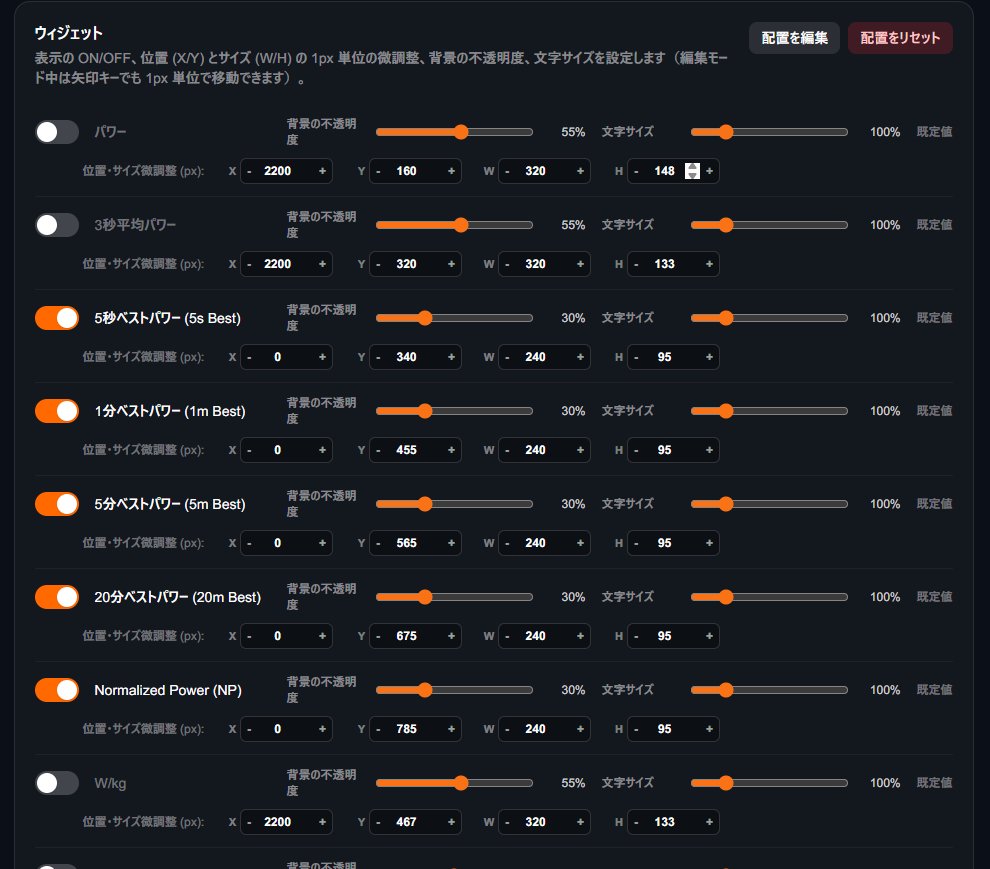 ウィジェット
配置を編集 配置をリセット
表示の ON/OFF、位置 (X/Y) とサイズ (W/H) の 1px 単位の微調整、背景の不透明度、文字サイズを設定します（編集モー
ド中は矢印キーでも 1px 単位で移動できます）。
パワー 背景の不透明度 55% 文字サイズ 100% 既定値
位置・サイズ微調整 (px): X - 2200 + Y - 160 + W - 320 + H - 148 +
3秒平均パワー 背景の不透明度 55% 文字サイズ 100% 既定値
位置・サイズ微調整 (px): X - 2200 + Y - 320 + W - 320 + H - 133 +
5秒ベストパワー (5s Best) 背景の不透明度 30% 文字サイズ 100% 既定値
位置・サイズ微調整 (px): X - 0 + Y - 340 + W - 240 + H - 95 +
1分ベストパワー (1m Best) 背景の不透明度 30% 文字サイズ 100% 既定値
位置・サイズ微調整 (px): X - 0 + Y - 455 + W - 240 + H - 95 +
5分ベストパワー (5m Best) 背景の不透明度 30% 文字サイズ 100% 既定値
位置・サイズ微調整 (px): X - 0 + Y - 565 + W - 240 + H - 95 +
20分ベストパワー (20m Best) 背景の不透明度 30% 文字サイズ 100% 既定値
位置・サイズ微調整 (px): X - 0 + Y - 675 + W - 240 + H - 95 +
Normalized Power (NP) 背景の不透明度 30% 文字サイズ 100% 既定値
位置・サイズ微調整 (px): X - 0 + Y - 785 + W - 240 + H - 95 +
W/kg 背景の不透明度 55% 文字サイズ 100% 既定値
位置・サイズ微調整 (px): X - 2200 + Y - 467 + W - 320 + H - 133 +
背景の不透明